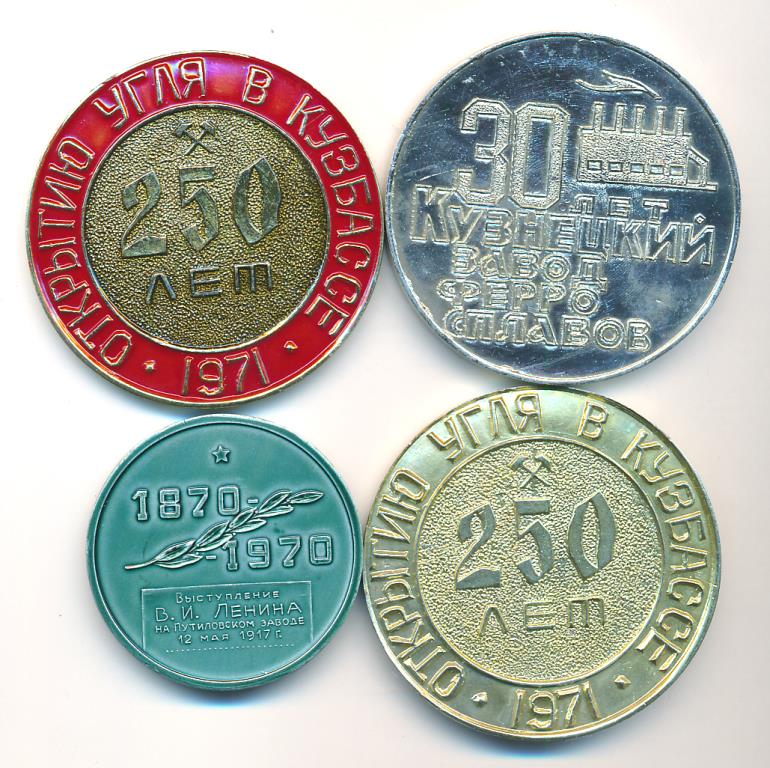 ОТКРЫТИЮ УГЛЯ В КУЗБАССЕ
250
ЛЕТ
· 1971 ·
30
ЛЕТ
КУЗНЕЦКИЙ
ЗАВОД
ФЕРРО
СПЛАВОВ
1870-
-1970
ВЫСТУПЛЕНИЕ
В. И. ЛЕНИНА
НА ПУТИЛОВСКОМ ЗАВОДЕ
12 МАЯ 1917 Г.
ОТКРЫТИЮ УГЛЯ В КУЗБАССЕ
250
ЛЕТ
· 1971 ·